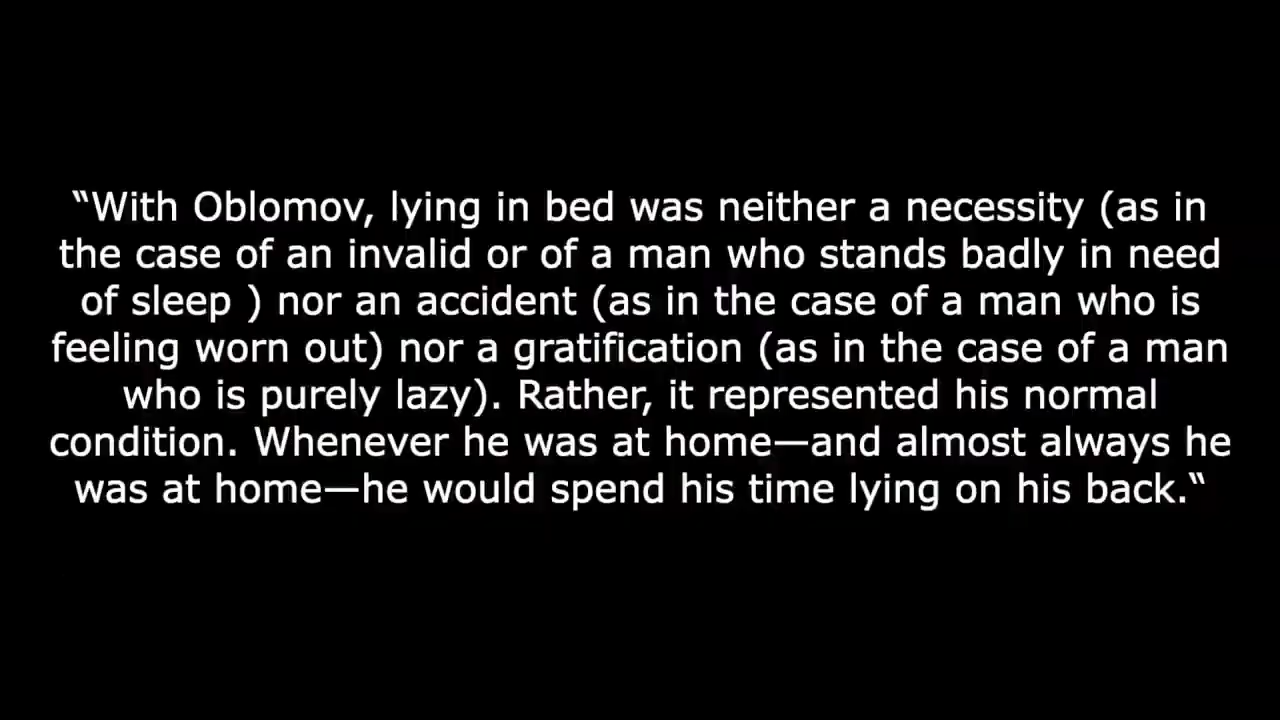 “With Oblomov, lying in bed was neither a necessity (as in
the case of an invalid or of a man who stands badly in need
of sleep ) nor an accident (as in the case of a man who is
feeling worn out) nor a gratification (as in the case of a man
who is purely lazy). Rather, it represented his normal
condition. Whenever he was at home—and almost always he
was at home—he would spend his time lying on his back.“